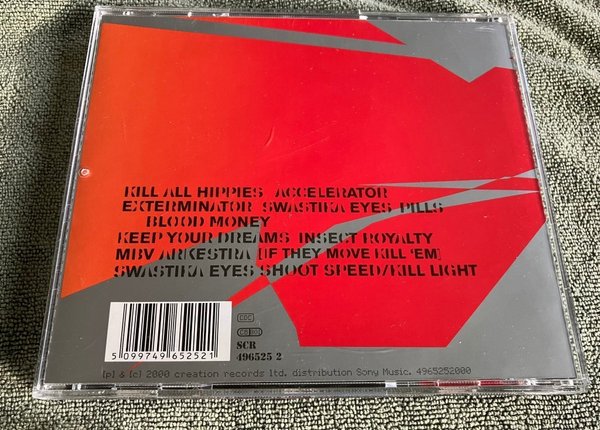 KILL ALL HIPPIES ACCELERATOR
EXTERMINATOR SWASTIKA EYES PILLS
BLOOD MONEY
KEEP YOUR DREAMS INSECT ROYALTY
MBV ARKESTRA [IF THEY MOVE KILL 'EM]
SWASTIKA EYES SHOOT SPEED/KILL LIGHT
CDC
SCR
496525 2
5 099749 652521
[p] & [c] 2000 creation records ltd. distribution Sony Music. 4965252000